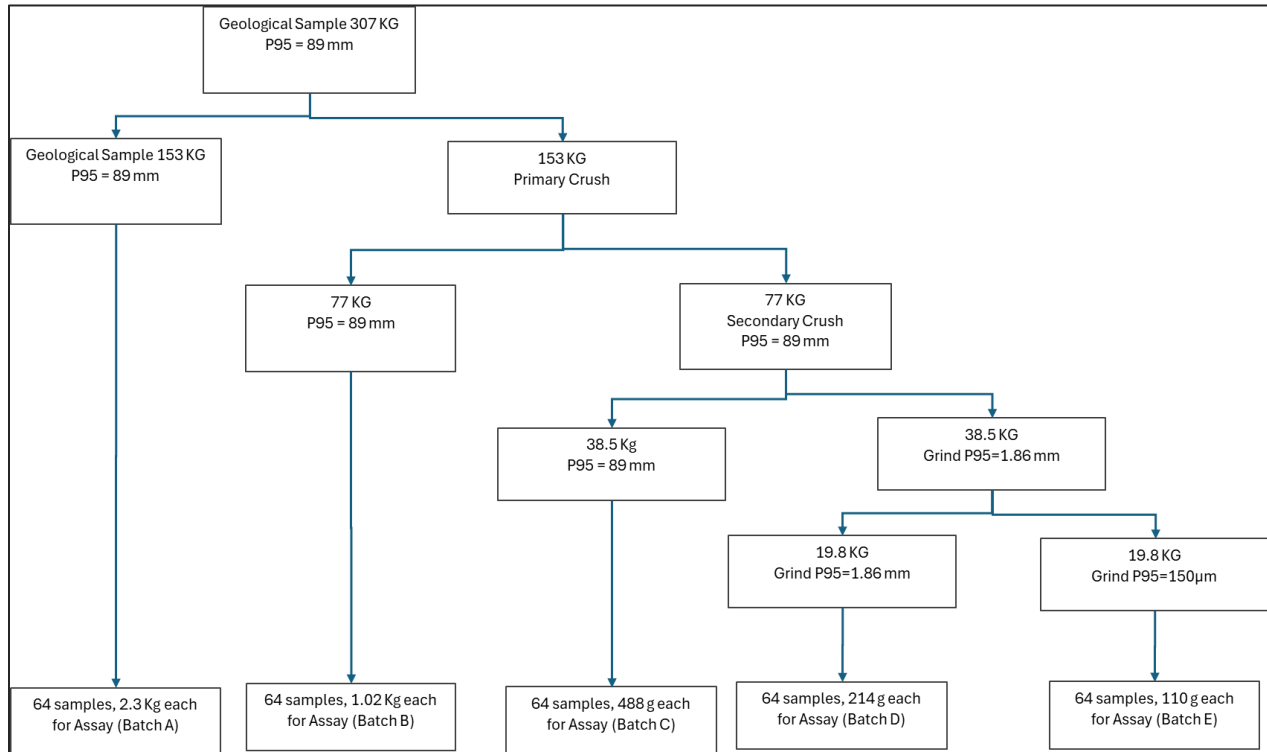 Geological Sample 307 KG
P95 = 89 mm
Geological Sample 153 KG
P95 = 89 mm
153 KG
Primary Crush
77 KG
P95 = 89 mm
77 KG
Secondary Crush
P95 = 89 mm
38.5 Kg
P95 = 89 mm
38.5 KG
Grind P95=1.86 mm
19.8 KG
Grind P95=1.86 mm
19.8 KG
Grind P95=150µm
64 samples, 2.3 Kg each
for Assay (Batch A)
64 samples, 1.02 Kg each
for Assay (Batch B)
64 samples, 488 g each
for Assay (Batch C)
64 samples, 214 g each
for Assay (Batch D)
64 samples, 110 g each
for Assay (Batch E)